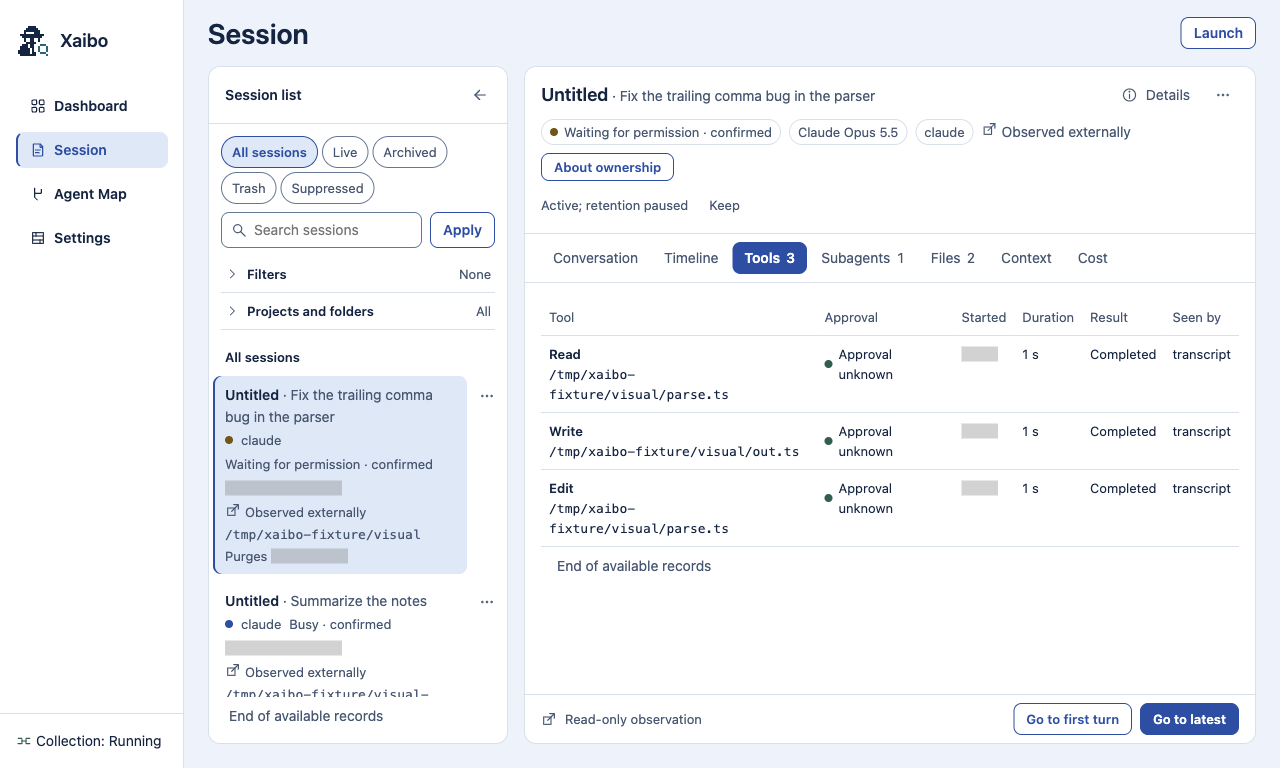 Xaibo
Dashboard
Session
Agent Map
Settings
Collection: Running
Session
Launch
Session list
All sessions
Live
Archived
Trash
Suppressed
Search sessions
Apply
Filters
None
Projects and folders
All
All sessions
Untitled · Fix the trailing comma
bug in the parser
claude
Waiting for permission · confirmed
Observed externally
/tmp/xaibo-fixture/visual
Purges
Untitled · Summarize the notes
claude Busy · confirmed
Observed externally
/tmp/xaibo-fixture/visual-
End of available records
Untitled · Fix the trailing comma bug in the parser
Details
Waiting for permission · confirmed
Claude Opus 5.5
claude
Observed externally
About ownership
Active; retention paused
Keep
Conversation
Timeline
Tools 3
Subagents 1
Files 2
Context
Cost
Tool Approval Started Duration Result Seen by
Read
/tmp/xaibo-
fixture/visual/parse.ts
Approval
unknown
1 s
Completed
transcript
Write
/tmp/xaibo-fixture/visual/out.ts
Approval
unknown
1 s
Completed
transcript
Edit
/tmp/xaibo-
fixture/visual/parse.ts
Approval
unknown
1 s
Completed
transcript
End of available records
Read-only observation
Go to first turn
Go to latest